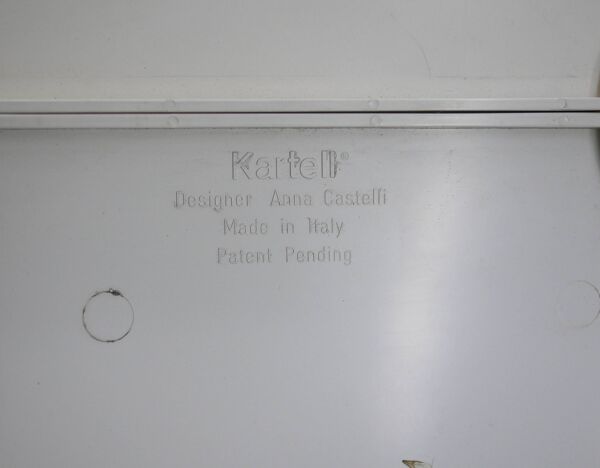 Kartell®
Designer Anna Castelli
Made in Italy
Patent Pending